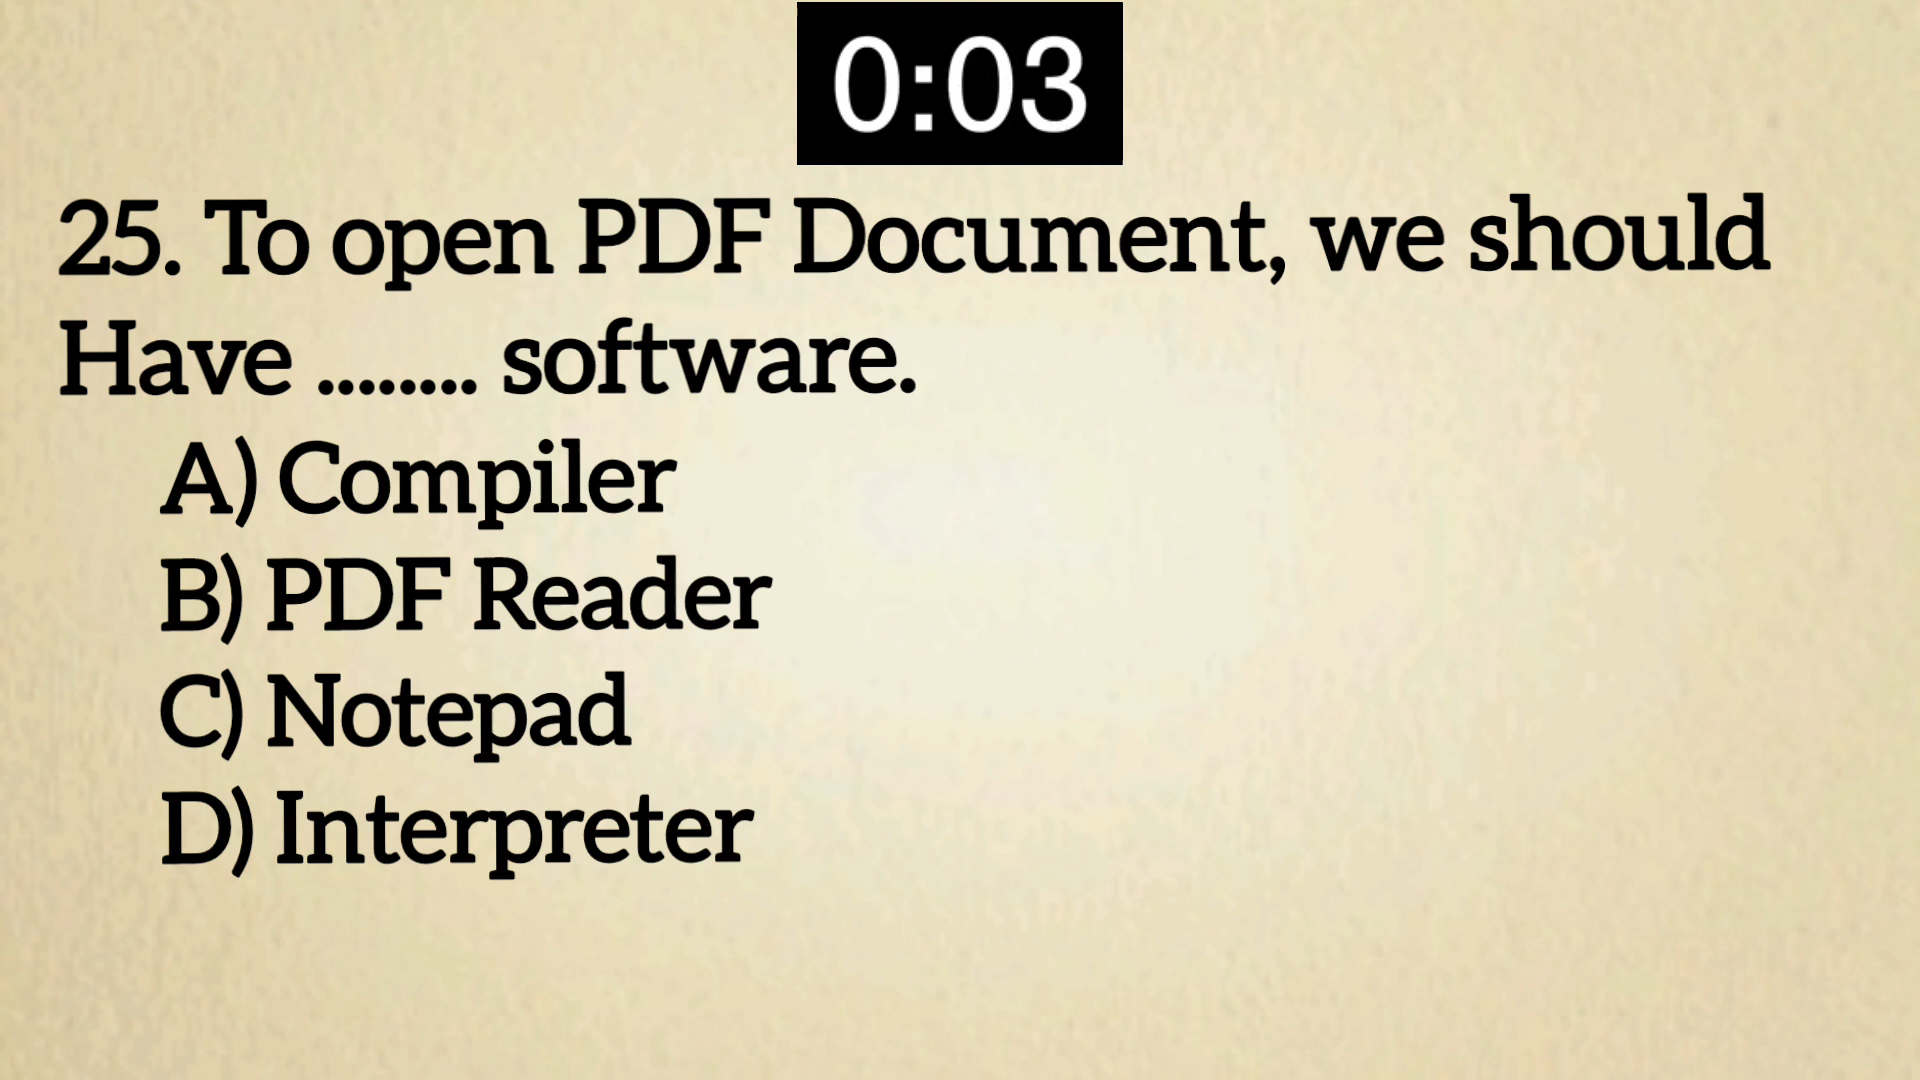 0:03
25. To open PDF Document, we should
Have ........ software.
A) Compiler
B) PDF Reader
C) Notepad
D) Interpreter